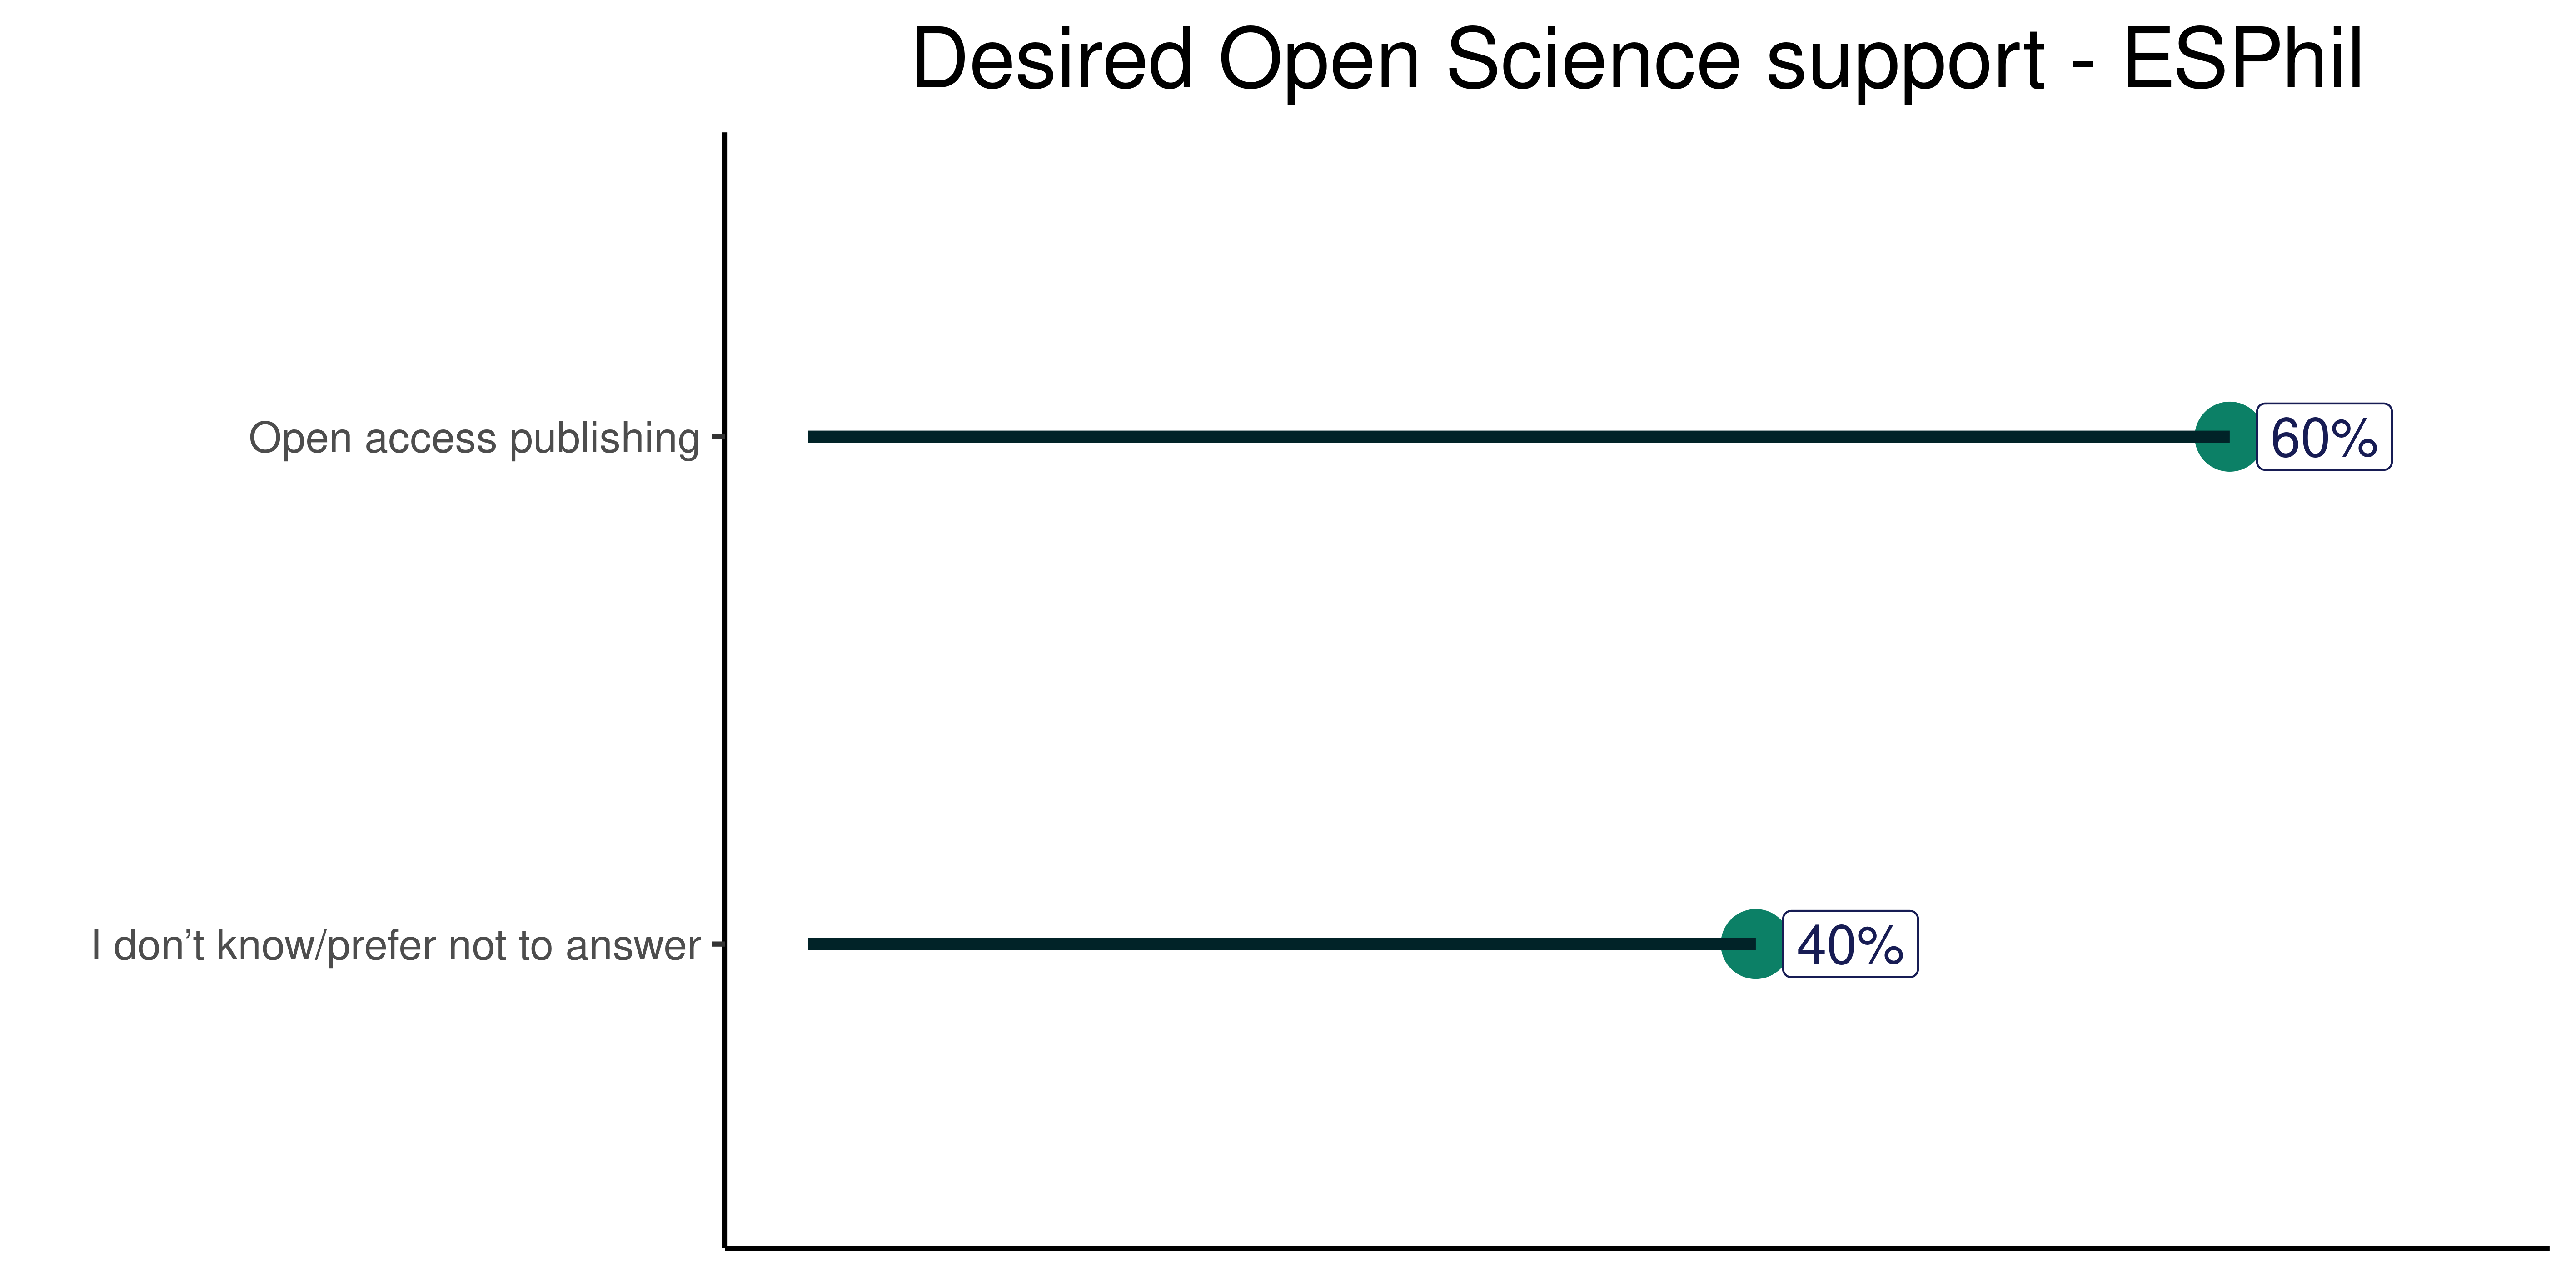 Desired Open Science support - ESPhil
Open access publishing
60%
I don’t know/prefer not to answer
40%